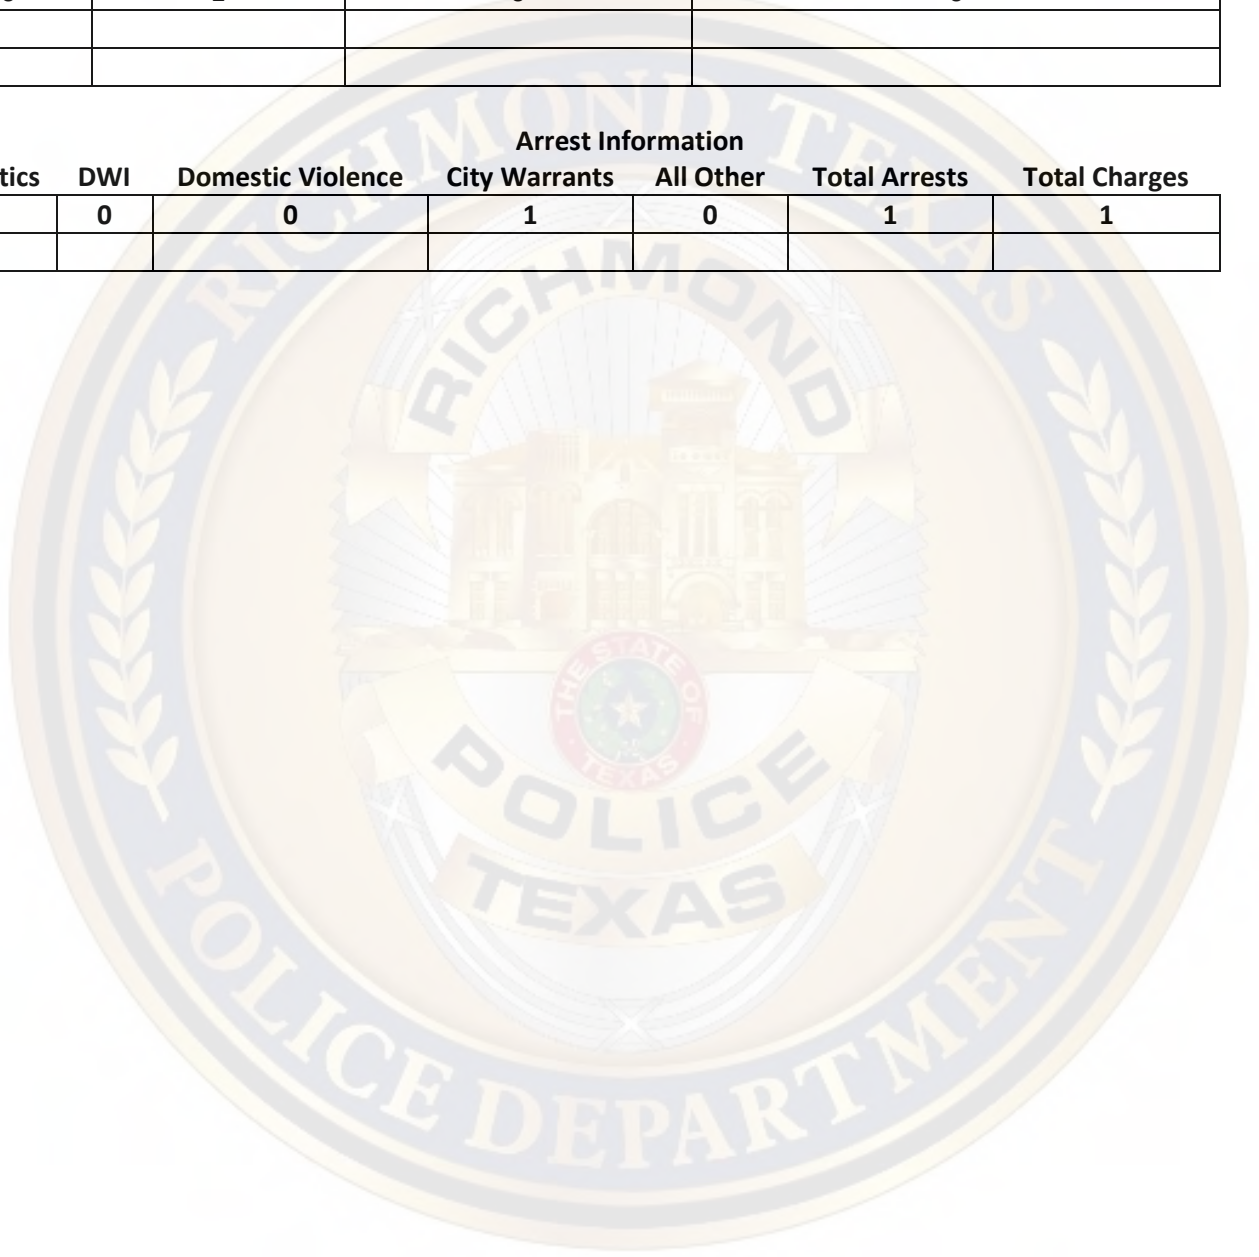 Arrest Information
tics DWI Domestic Violence City Warrants All Other Total Arrests Total Charges
0 0 1 0 1 1
RICHMOND TEXAS
RICHMOND
THE STATE OF
TEXAS
POLICE
TEXAS
POLICE DEPARTMENT